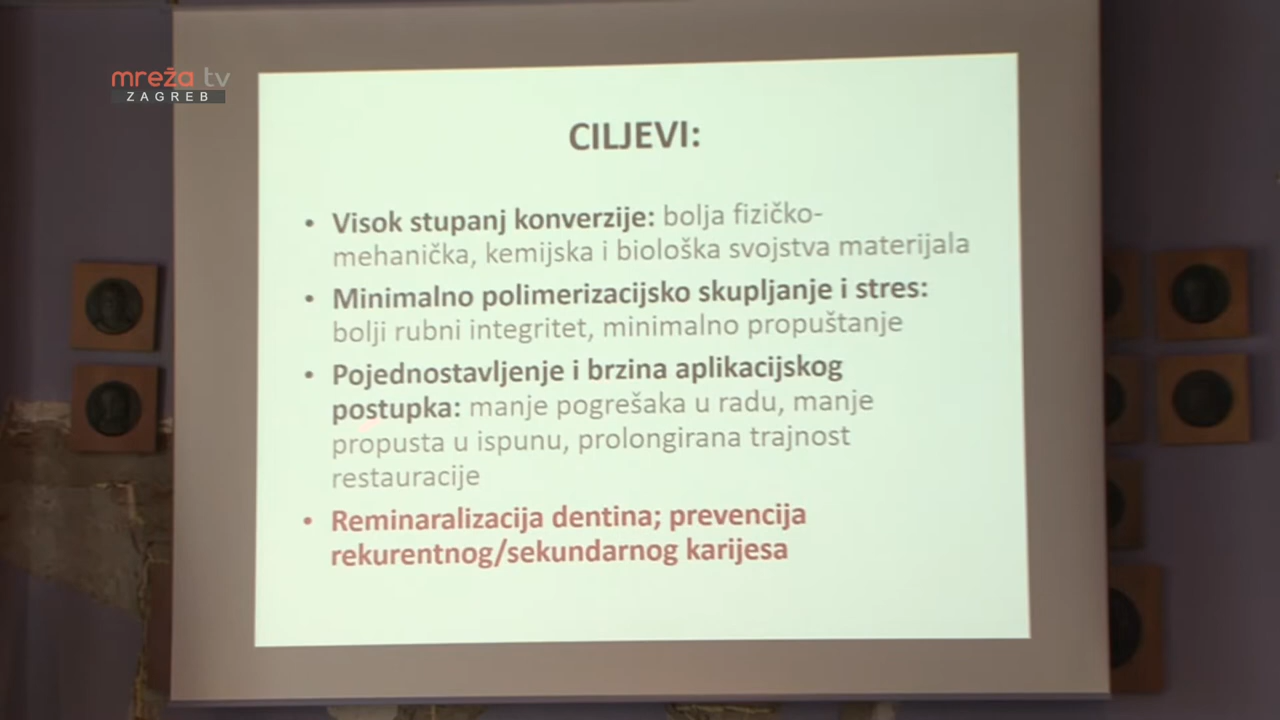 mreža tv
ZAGREB
CILJEVI:
• Visok stupanj konverzije: bolja fizičko-
mehanička, kemijska i biološka svojstva materijala
• Minimalno polimerizacijsko skupljanje i stres:
bolji rubni integritet, minimalno propuštanje
• Pojednostavljenje i brzina aplikacijskog
postupka: manje pogrešaka u radu, manje
propusta u ispunu, prolongirana trajnost
restauracije
• Reminaralizacija dentina; prevencija
rekurentnog/sekundarnog karijesa